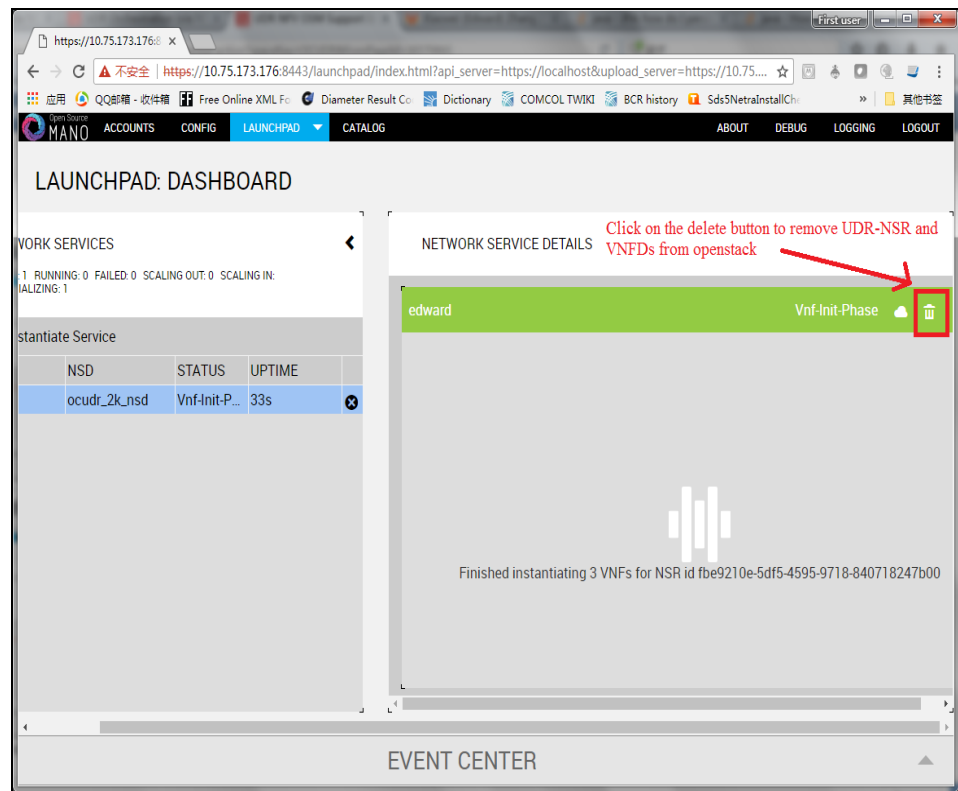 First user
https://10.75.173.176:8
不安全 https://10.75.173.176:8443/launchpad/index.html?api_server=https://localhost&upload_server=https://10.75....
应用 QQ邮箱 - 收件箱 Free Online XML Fo Diameter Result Co Dictionary COMCOL TWIKI BCR history Sds5NetraInstallChe » 其他书签
Open Source
MANO ACCOUNTS CONFIG LAUNCHPAD CATALOG ABOUT DEBUG LOGGING LOGOUT
LAUNCHPAD: DASHBOARD
WORK SERVICES
: 1 RUNNING: 0 FAILED: 0 SCALING OUT: 0 SCALING IN:
IALIZING: 1
stantiate Service
NSD STATUS UPTIME
ocudr_2k_nsd Vnf-Init-P... 33s
NETWORK SERVICE DETAILS
Click on the delete button to remove UDR-NSR and
VNFDs from openstack
edward Vnf-Init-Phase
Finished instantiating 3 VNFs for NSR id fbe9210e-5df5-4595-9718-840718247b00
EVENT CENTER